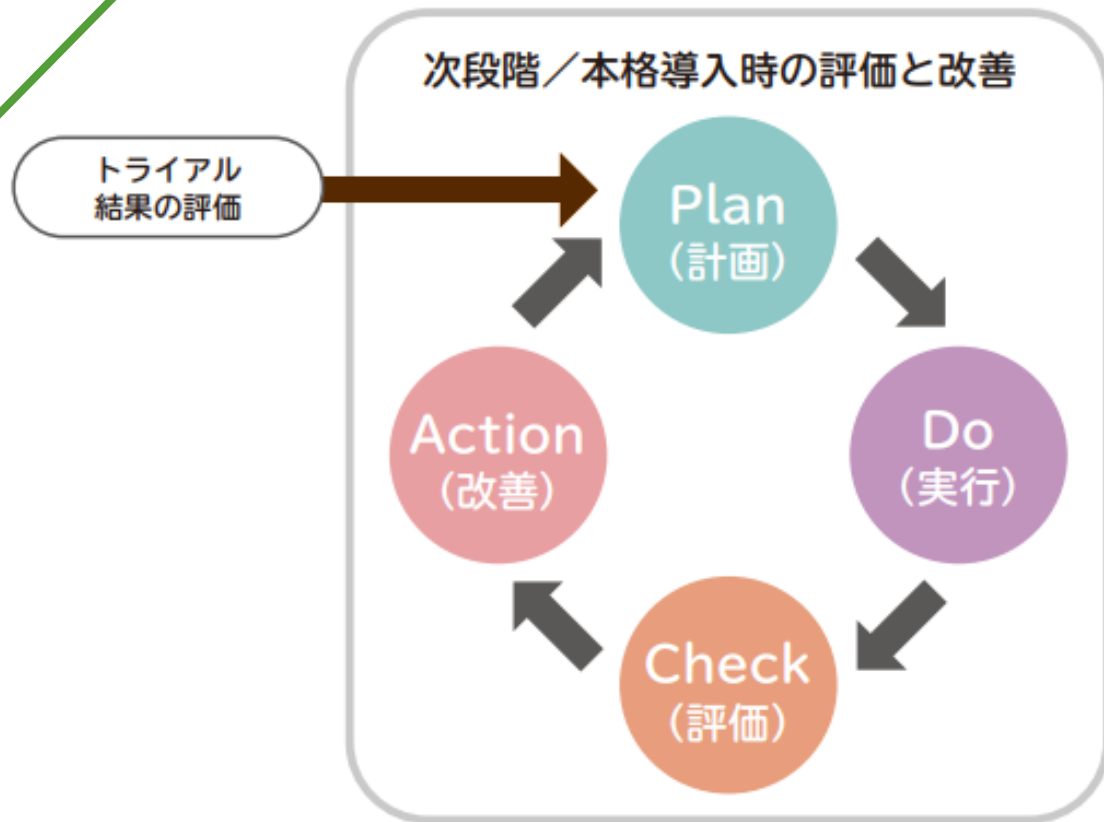 次段階／本格導入時の評価と改善
トライアル
結果の評価
Plan
（計画）
Do
（実行）
Check
（評価）
Action
（改善）